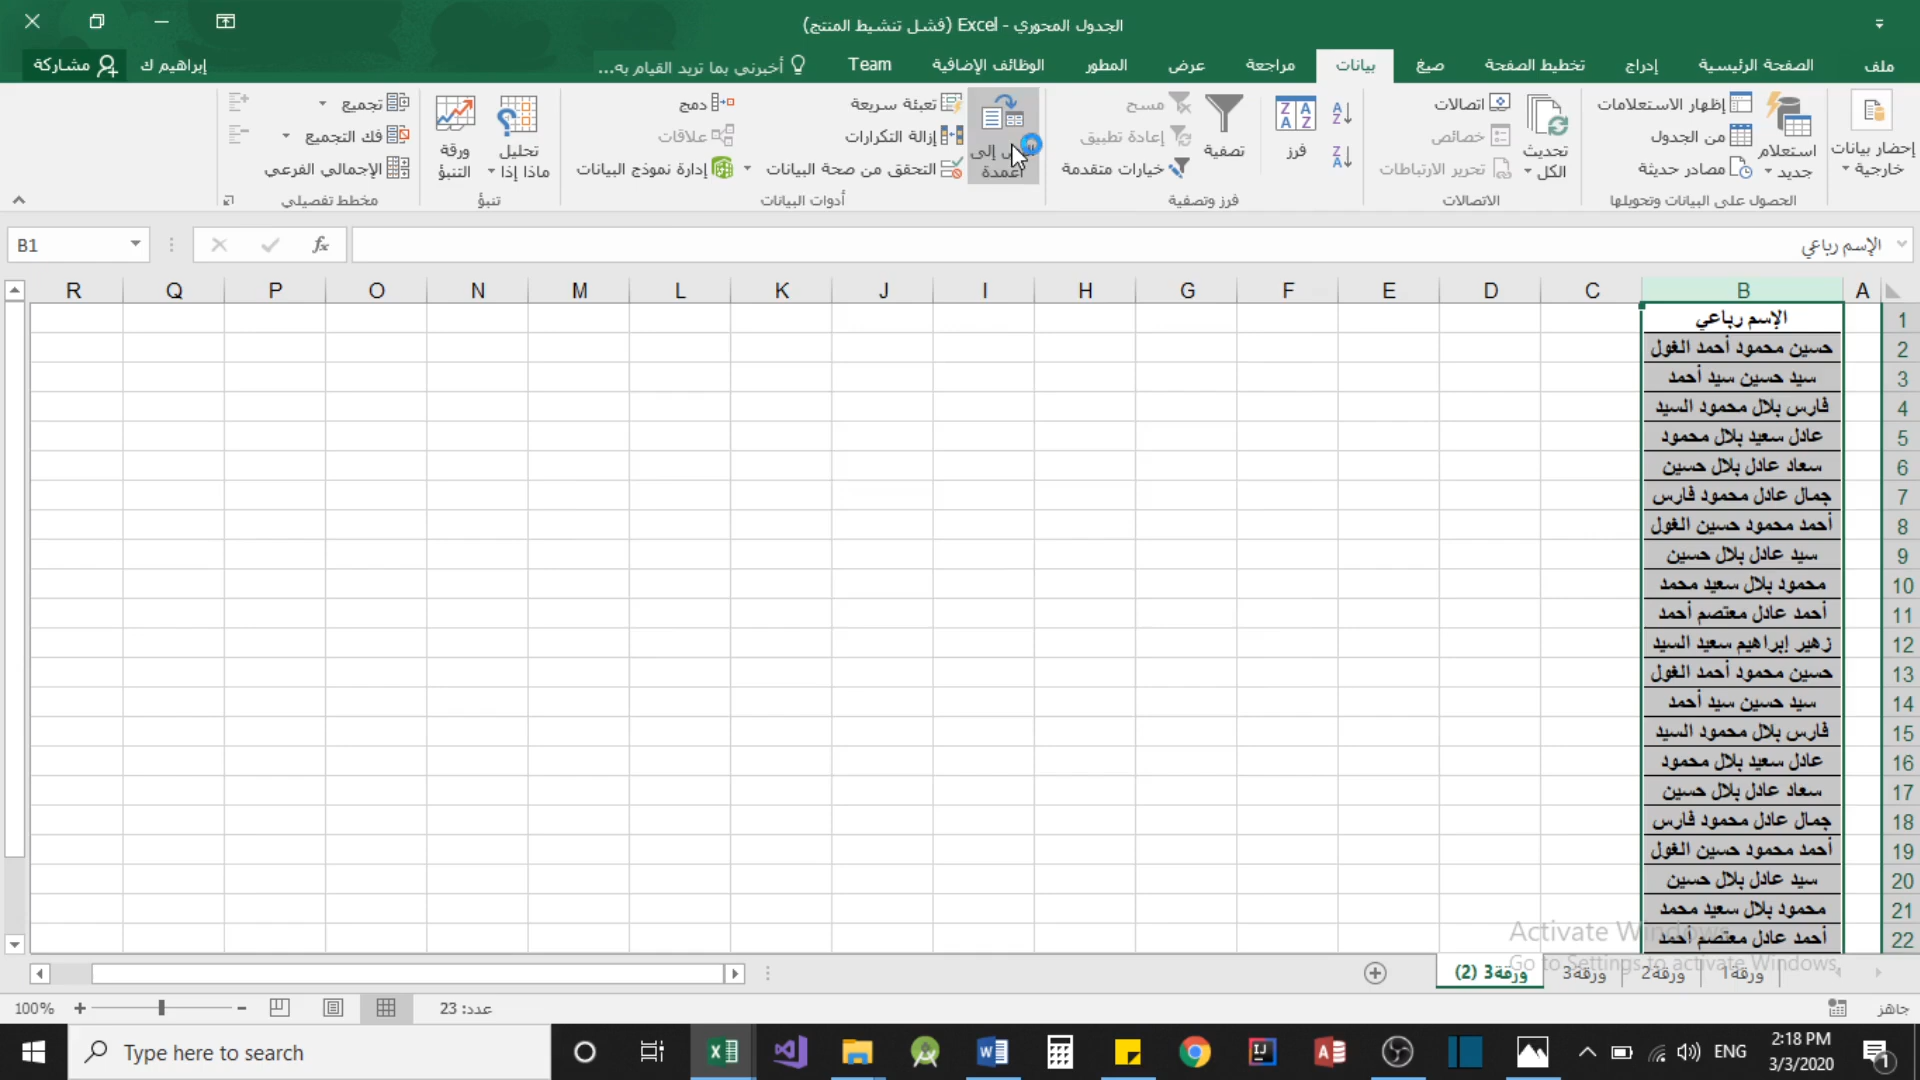 الجدول المحوري - Excel (فشل تنشيط المنتج)
ملف
الصفحة الرئيسية
إدراج
تخطيط الصفحة
صيغ
بيانات
مراجعة
عرض
المطور
الوظائف الإضافية
Team
أخبرني بما تريد القيام به...
إبراهيم ك
مشاركة
إحضار بيانات
خارجية
استعلام
جديد
إظهار الاستعلامات
من الجدول
مصادر حديثة
الحصول على البيانات وتحويلها
تحديث
الكل
اتصالات
خصائص
تحرير الارتباطات
الاتصالات
فرز
تصفية
مسح
إعادة تطبيق
خيارات متقدمة
فرز وتصفية
إلى
أعمدة
تعبئة سريعة
إزالة التكرارات
التحقق من صحة البيانات
دمج
علاقات
إدارة نموذج البيانات
أدوات البيانات
تحليل
ماذا إذا
ورقة
التنبؤ
تنبؤ
تجميع
فك التجميع
الإجمالي الفرعي
مخطط تفصيلي
B1
fx
الإسم رباعي
R Q P O N M L K J I H G F E D C B A
1 الإسم رباعي
2 حسين محمود أحمد الغول
3 سيد حسين سيد أحمد
4 فارس بلال محمود السيد
5 عادل سعيد بلال محمود
6 سعاد عادل بلال حسين
7 جمال عادل محمود فارس
8 أحمد محمود حسين الغول
9 سيد عادل بلال حسين
10 محمود بلال سعيد محمد
11 أحمد عادل معتصم أحمد
12 زهير إبراهيم سعيد السيد
13 حسين محمود أحمد الغول
14 سيد حسين سيد أحمد
15 فارس بلال محمود السيد
16 عادل سعيد بلال محمود
17 سعاد عادل بلال حسين
18 جمال عادل محمود فارس
19 أحمد محمود حسين الغول
20 سيد عادل بلال حسين
21 محمود بلال سعيد محمد
22 أحمد عادل معتصم أحمد
Activate Windows
Go to Settings to activate Windows.
ورقة1
ورقة2
ورقة3
ورقة3 (2)
جاهز
عدد: 23
100%
Type here to search
ENG
2:18 PM
3/3/2020
1